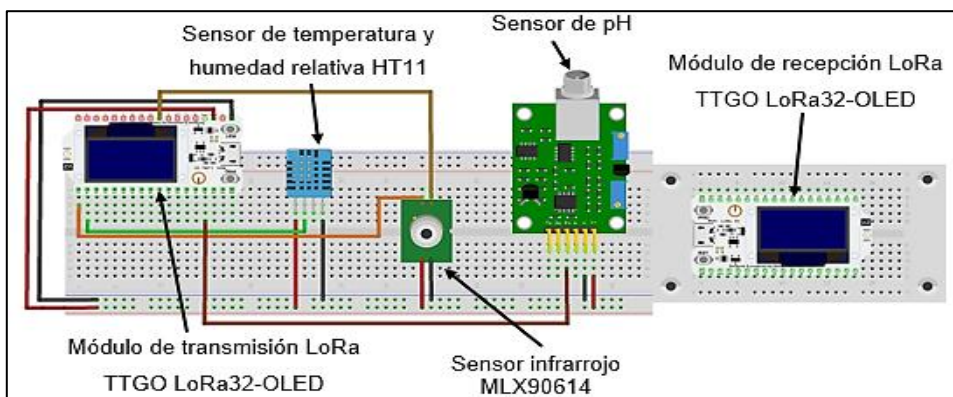 Sensor de temperatura y
humedad relativa HT11
Sensor de pH
Módulo de recepción LoRa
TTGO LoRa32-OLED
Módulo de transmisión LoRa
TTGO LoRa32-OLED
Sensor infrarrojo
MLX90614